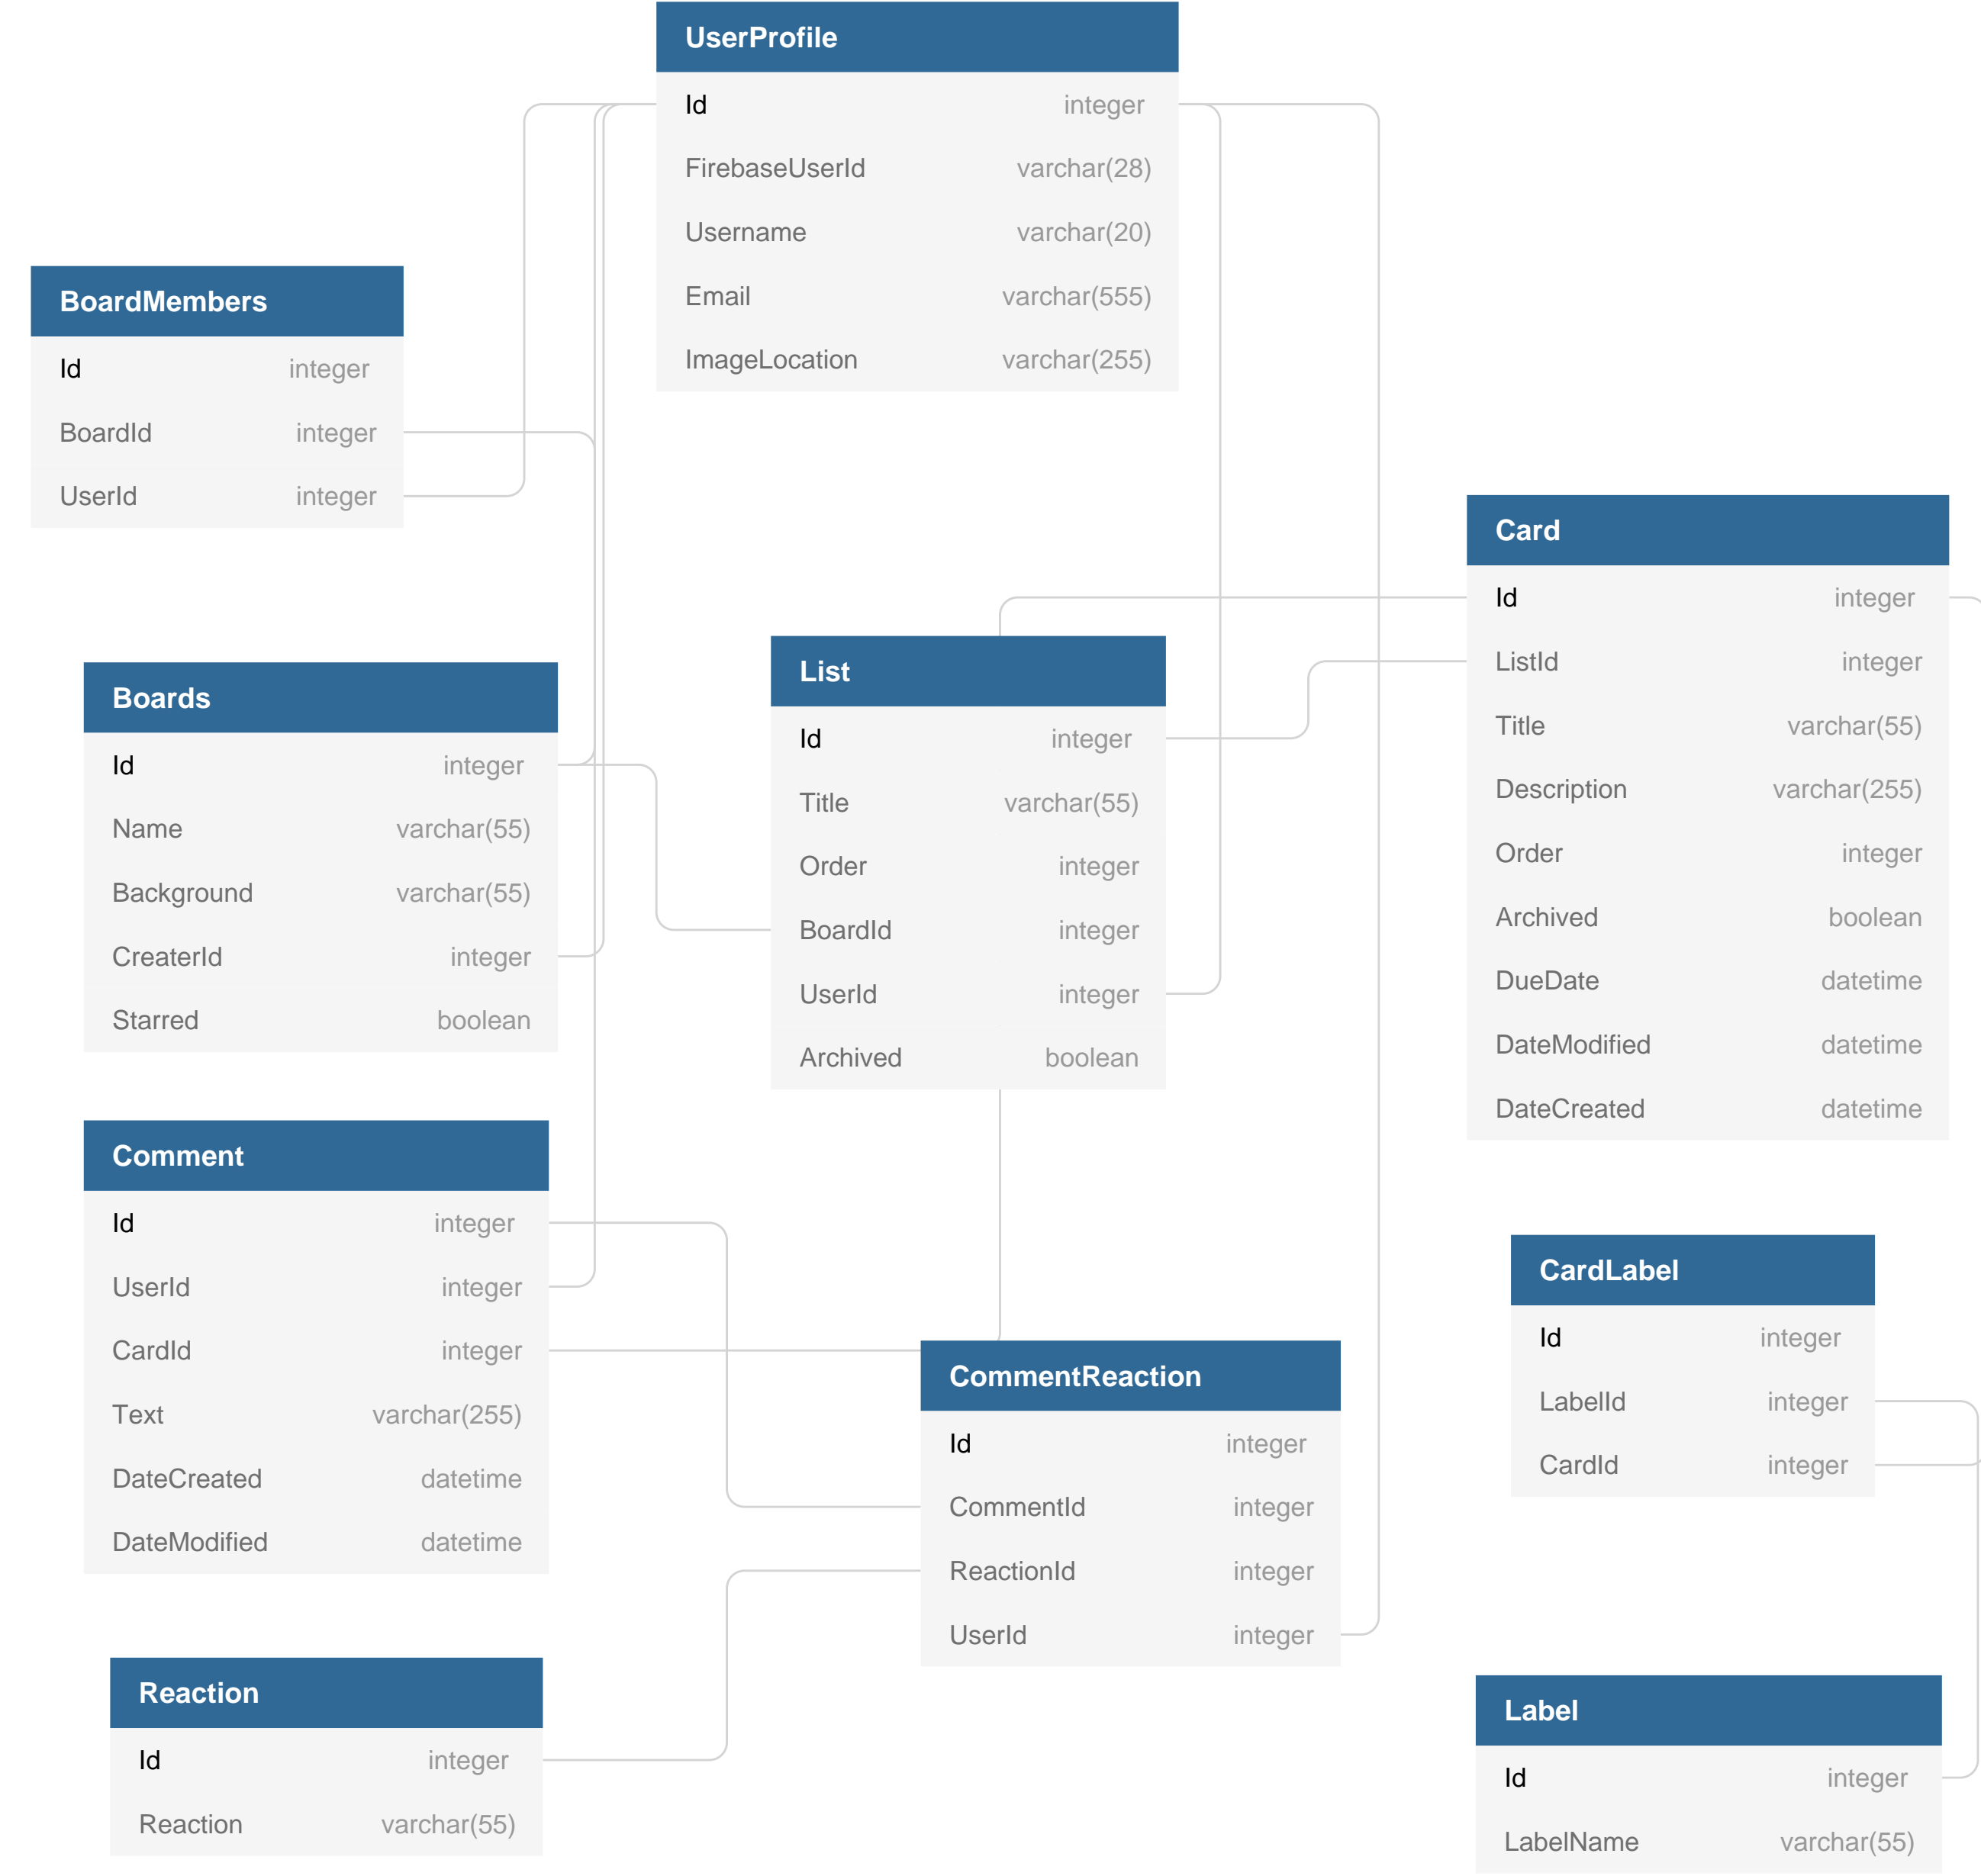 UserProfile
Id integer
FirebaseUserId varchar(28)
Username varchar(20)
Email varchar(555)
ImageLocation varchar(255)
BoardMembers
Id integer
BoardId integer
UserId integer
Card
Id integer
ListId integer
Title varchar(55)
Description varchar(255)
Order integer
Archived boolean
DueDate datetime
DateModified datetime
DateCreated datetime
List
Id integer
Title varchar(55)
Order integer
BoardId integer
UserId integer
Archived boolean
Boards
Id integer
Name varchar(55)
Background varchar(55)
CreaterId integer
Starred boolean
Comment
Id integer
UserId integer
CardId integer
Text varchar(255)
DateCreated datetime
DateModified datetime
CardLabel
Id integer
LabelId integer
CardId integer
CommentReaction
Id integer
CommentId integer
ReactionId integer
UserId integer
Reaction
Id integer
Reaction varchar(55)
Label
Id integer
LabelName varchar(55)